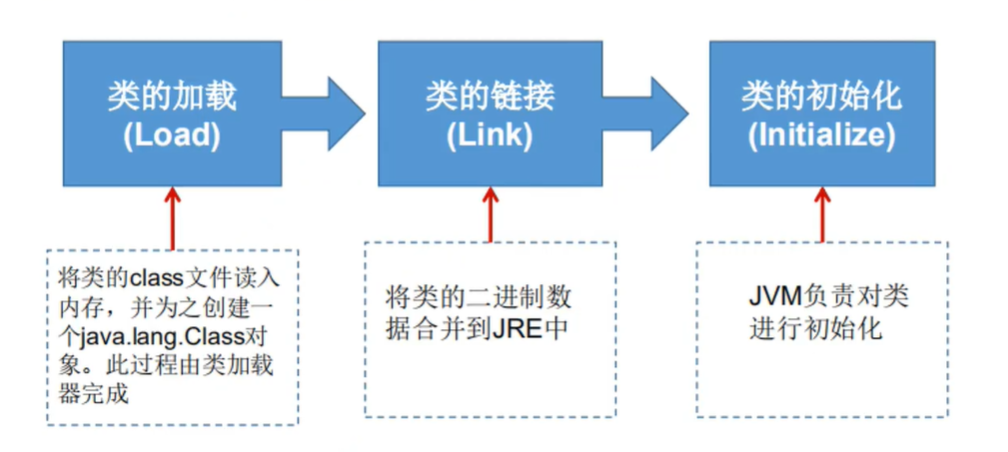 类的加载
(Load)
类的链接
(Link)
类的初始化
(Initialize)
将类的class文件读入
内存，并为之创建一
个java.lang.Class对
象。此过程由类加载
器完成
将类的二进制数
据合并到JRE中
JVM负责对类
进行初始化